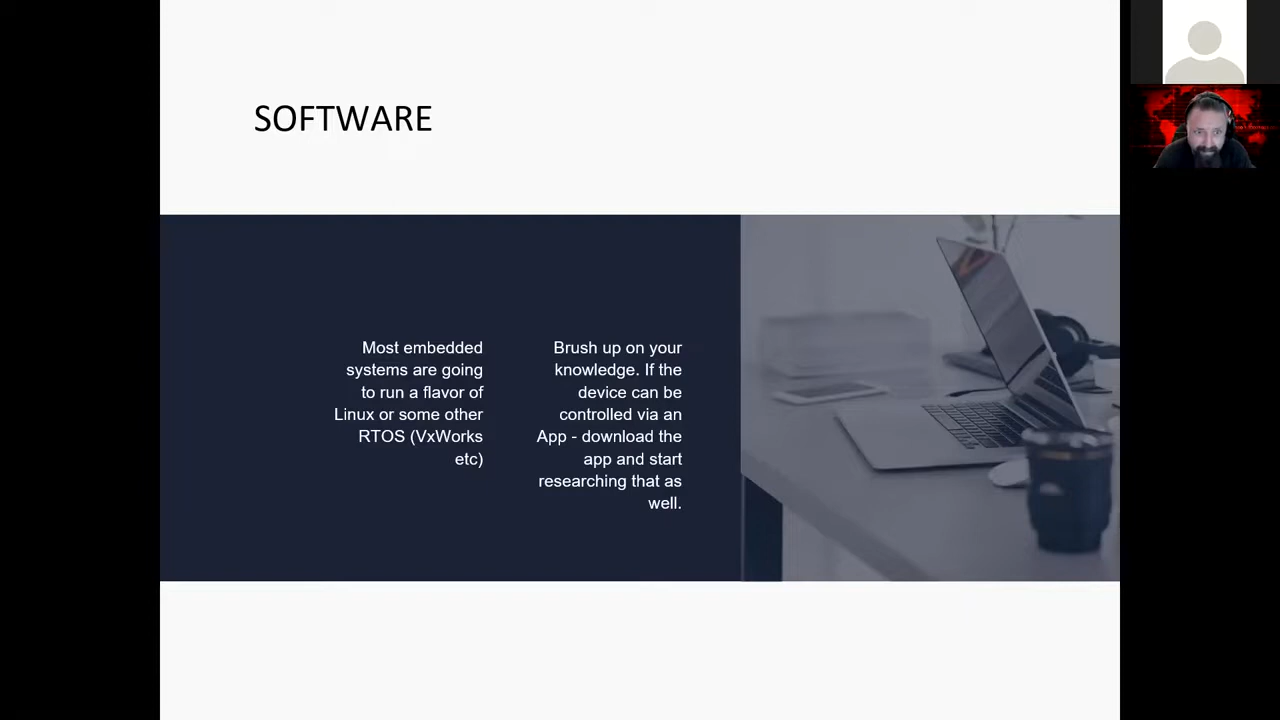 SOFTWARE
Most embedded
systems are going
to run a flavor of
Linux or some other
RTOS (VxWorks
etc)
Brush up on your
knowledge. If the
device can be
controlled via an
App - download the
app and start
researching that as
well.